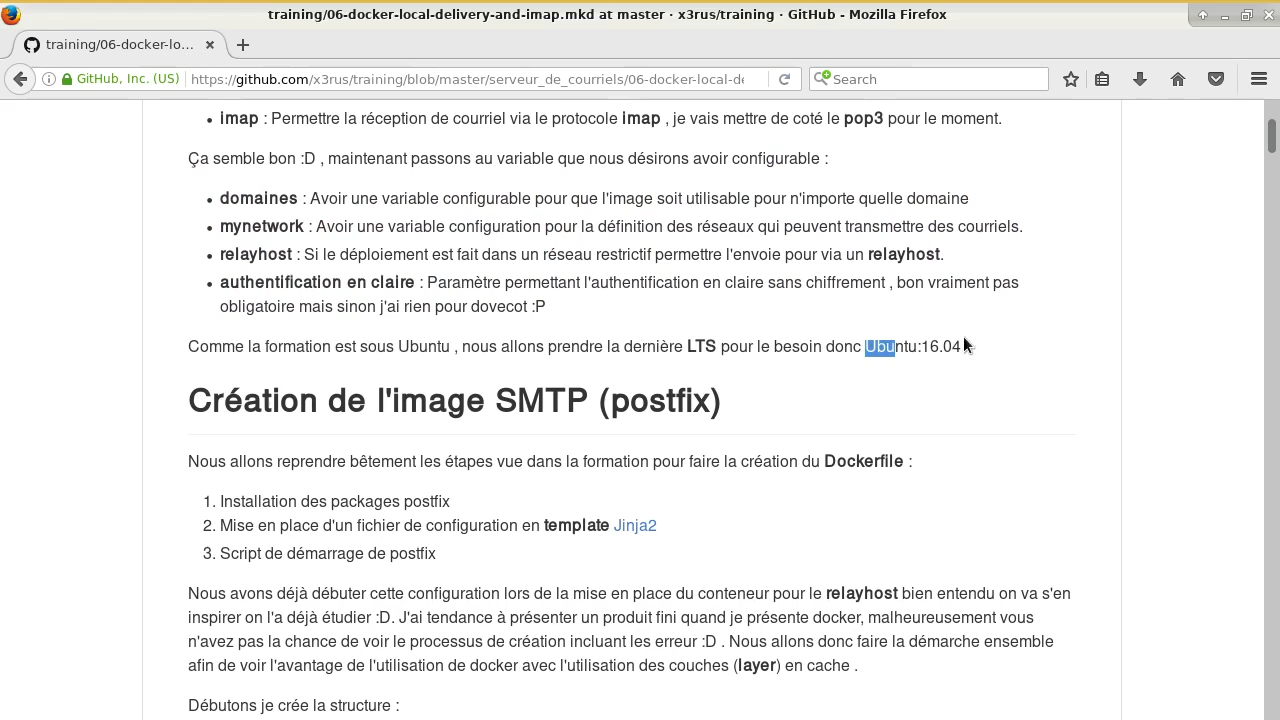 training/06-docker-local-delivery-and-imap.mkd at master · x3rus/training · GitHub - Mozilla Firefox
training/06-docker-lo...
GitHub, Inc. (US)
https://github.com/x3rus/training/blob/master/serveur_de_courriels/06-docker-local-de
Search
• imap : Permettre la réception de courriel via le protocole imap , je vais mettre de coté le pop3 pour le moment.
Ça semble bon :D , maintenant passons au variable que nous désirons avoir configurable :
• domaines : Avoir une variable configurable pour que l'image soit utilisable pour n'importe quelle domaine
• mynetwork : Avoir une variable configuration pour la définition des réseaux qui peuvent transmettre des courriels.
• relayhost : Si le déploiement est fait dans un réseau restrictif permettre l'envoie pour via un relayhost.
• authentification en claire : Paramètre permettant l'authentification en claire sans chiffrement , bon vraiment pas
obligatoire mais sinon j'ai rien pour dovecot :P
Comme la formation est sous Ubuntu , nous allons prendre la dernière LTS pour le besoin donc Ubuntu:16.04
Création de l'image SMTP (postfix)
Nous allons reprendre bêtement les étapes vue dans la formation pour faire la création du Dockerfile :
1. Installation des packages postfix
2. Mise en place d'un fichier de configuration en template Jinja2
3. Script de démarrage de postfix
Nous avons déjà débuter cette configuration lors de la mise en place du conteneur pour le relayhost bien entendu on va s'en
inspirer on l'a déjà étudier :D. J'ai tendance à présenter un produit fini quand je présente docker, malheureusement vous
n'avez pas la chance de voir le processus de création incluant les erreur :D . Nous allons donc faire la démarche ensemble
afin de voir l'avantage de l'utilisation de docker avec l'utilisation des couches (layer) en cache .
Débutons je crée la structure :